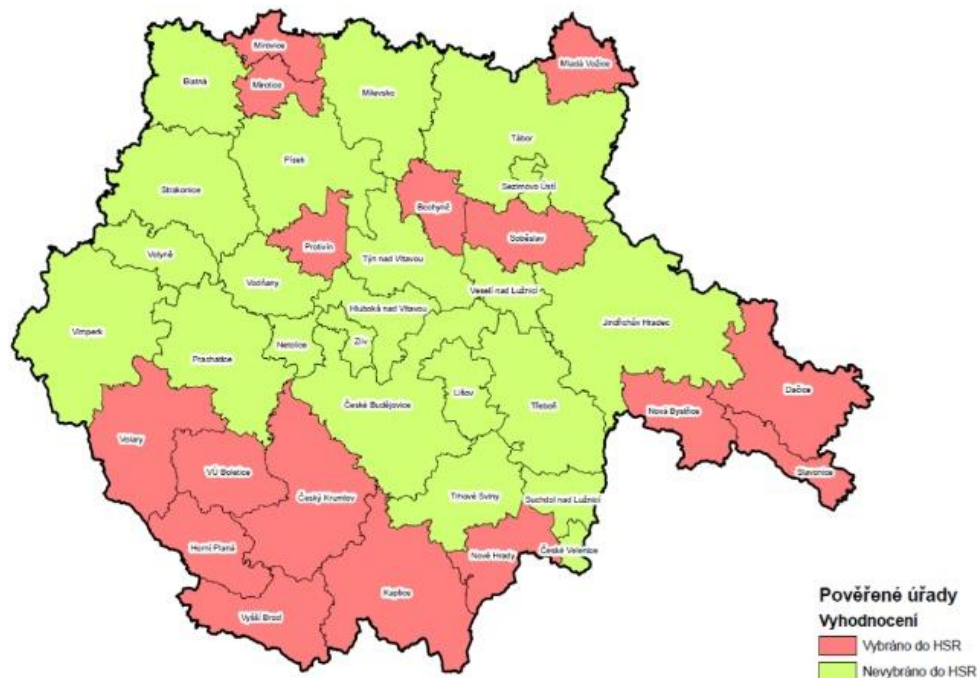 Mirovice
Mladá Vožice
Blatná
Mirotice
Milevsko
Tábor
Písek
Strakonice
Sezimovo Ústí
Bechyně
Soběslav
Protivín
Volyně
Týn nad Vltavou
Vodňany
Veselí nad Lužnicí
Hluboká nad Vltavou
Jindřichův Hradec
Vimperk
Netolice
Zliv
Prachatice
Dačice
Lišov
České Budějovice
Třeboň
Nová Bystřice
Volary
VÚ Boletice
Slavonice
Český Krumlov
Trhové Sviny
Suchdol nad Lužnicí
Horní Planá
České Velenice
Nové Hrady
Kaplice
Vyšší Brod
Pověřené úřady
Vyhodnocení
Vybráno do HSR
Nevybráno do HSR